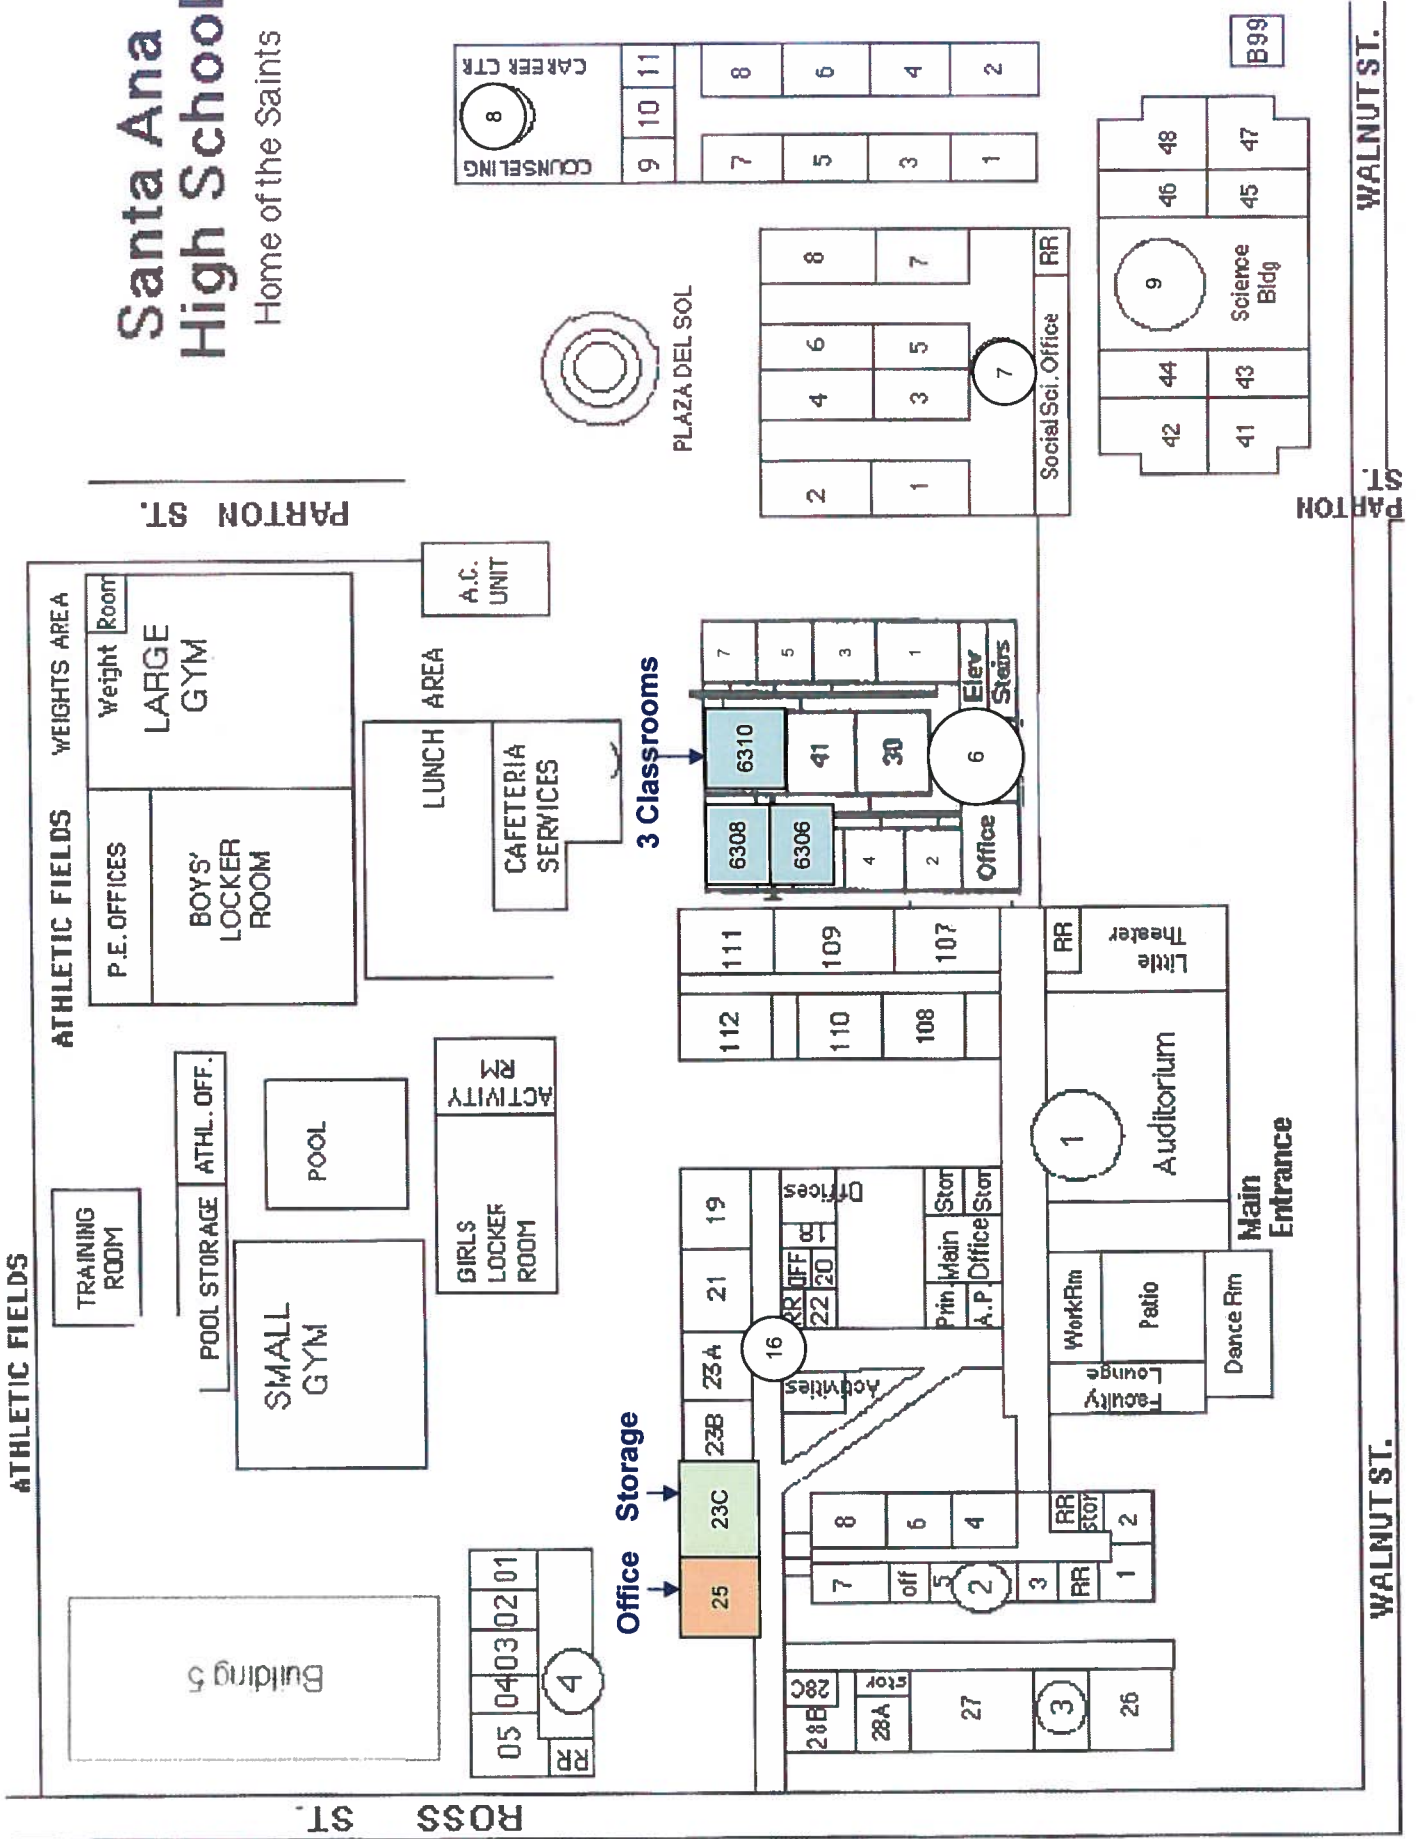 Santa Ana
High School
Home of the Saints
ATHLETIC FIELDS
ATHLETIC FIELDS
WEIGHTS AREA
PARTON ST.
ROSS ST.
Building 5
TRAINING
ROOM
POOL STORAGE
ATHL. OFF.
SMALL
GYM
POOL
P.E. OFFICES
BOYS'
LOCKER
ROOM
Weight Room
LARGE
GYM
GIRLS
LOCKER
ROOM
ACTIVITY
RM
LUNCH AREA
CAFETERIA
SERVICES
A.C.
UNIT
PLAZA DEL SOL
COUNSELING
CAREER CTR
8
9
10
11
7
8
5
6
3
4
1
2
05
04
03
02
01
RR
4
Office
Storage
25
23C
23B
23A
21
19
16
Activities
RR
OFF
22
20
18
Offices
Prin.
Main
Stor
A.P.
Office
Stor
112
111
110
109
108
107
3 Classrooms
6308
6310
6306
41
30
4
2
Office
6
7
5
3
1
Elev
Stairs
2
4
6
8
1
3
5
7
7
Social Sci. Office
RR
28B
28C
28A
stor
27
3
26
7
8
off
6
5
4
2
3
RR
RR
stor
1
2
WorkRm
Patio
Faculty
Lounge
Dance Rm
Main
Entrance
1
Auditorium
RR
Little
Theater
42
44
46
48
41
43
45
47
9
Science
Bldg
B99
WALNUT ST.
PARTON
ST.
WALNUT ST.